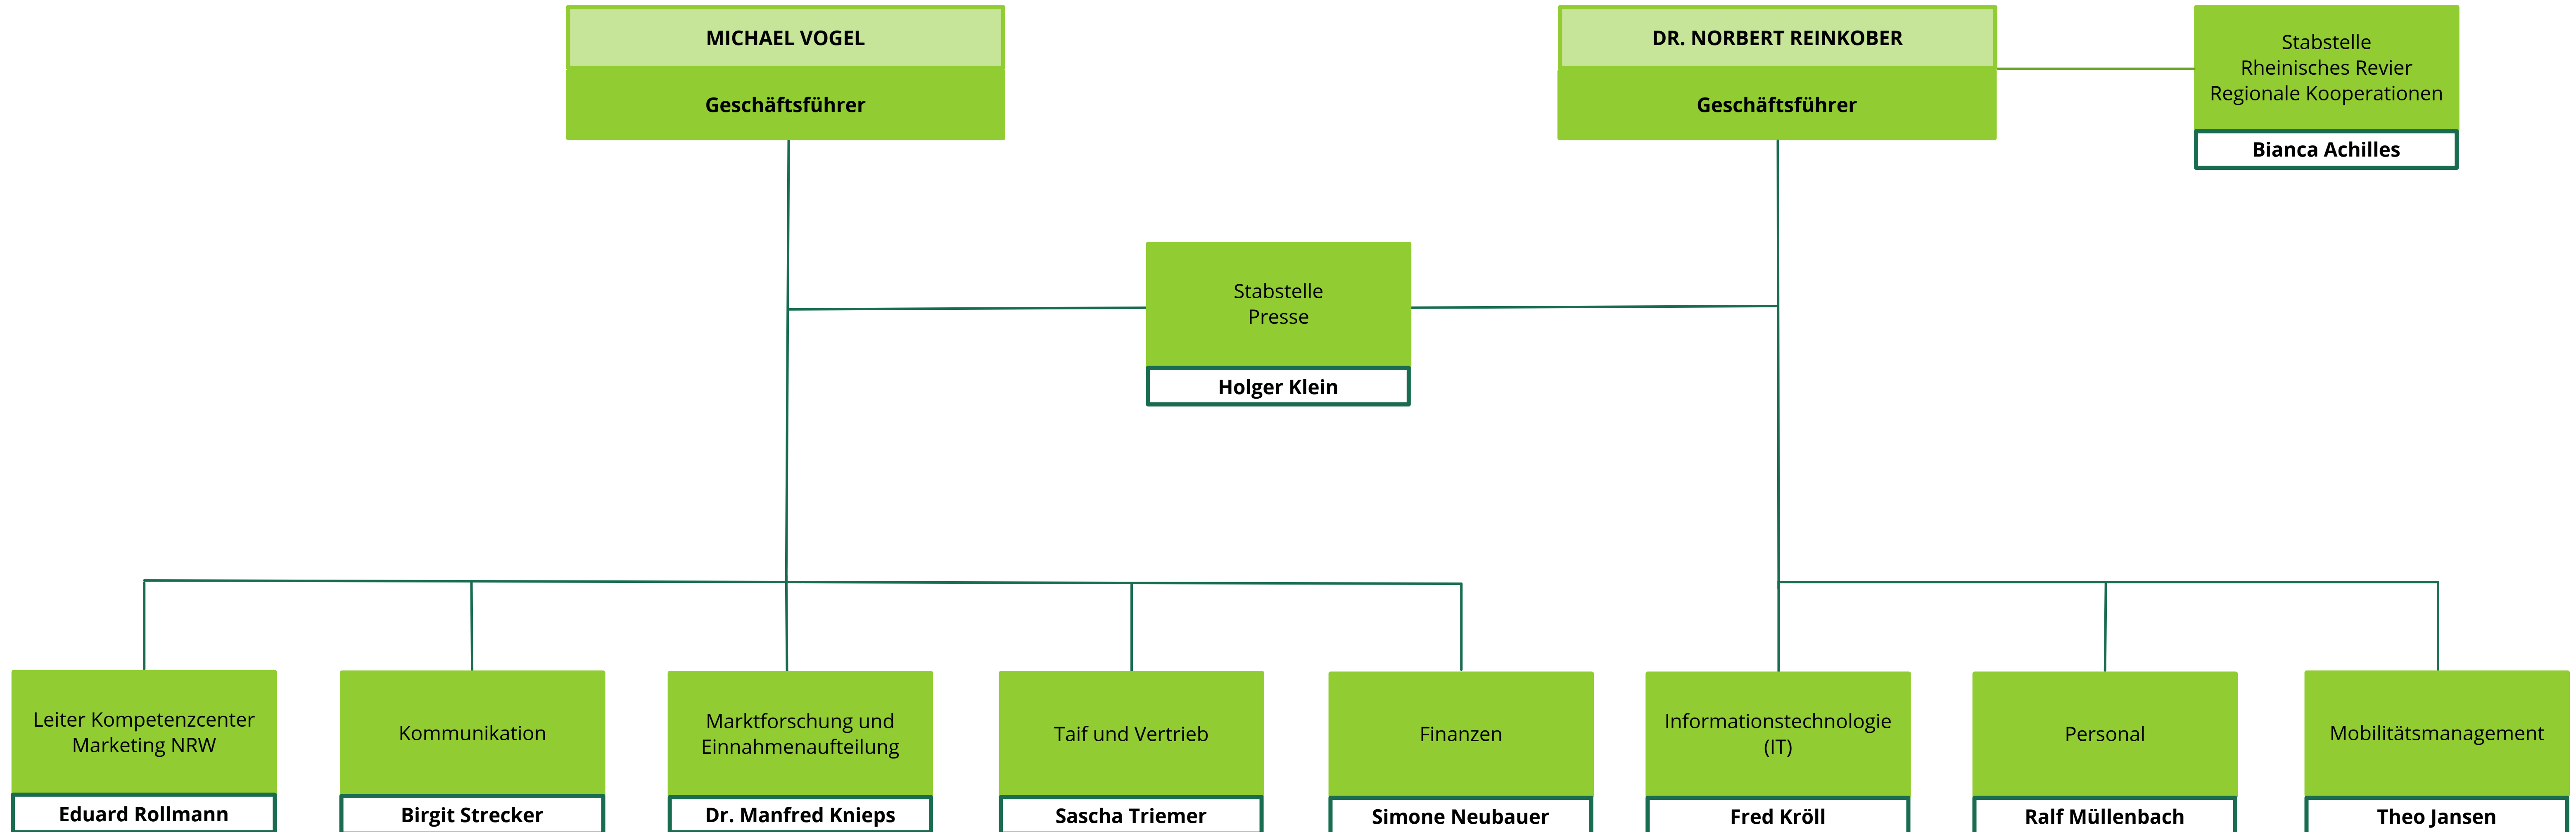 MICHAEL VOGEL
Geschäftsführer
DR. NORBERT REINKOBER
Geschäftsführer
Stabstelle
Rheinisches Revier
Regionale Kooperationen
Bianca Achilles
Stabstelle
Presse
Holger Klein
Leiter Kompetenzcenter
Marketing NRW
Eduard Rollmann
Kommunikation
Birgit Strecker
Marktforschung und
Einnahmenaufteilung
Dr. Manfred Knieps
Taif und Vertrieb
Sascha Triemer
Finanzen
Simone Neubauer
Informationstechnologie
(IT)
Fred Kröll
Personal
Ralf Müllenbach
Mobilitätsmanagement
Theo Jansen